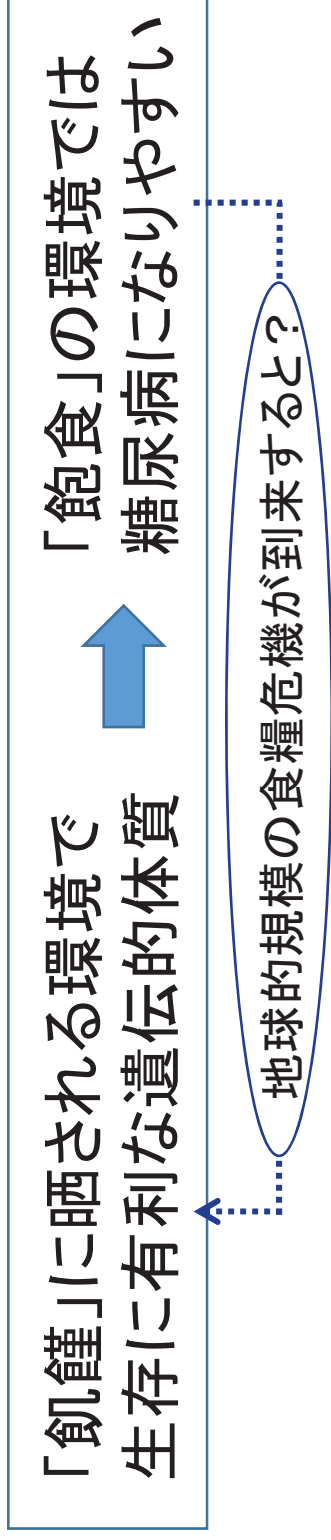 「飢饉」に晒される環境で
生存に有利な遺伝的体質
「飽食」の環境では
糖尿病になりやすい
地球的規模の食糧危機が到来すると?